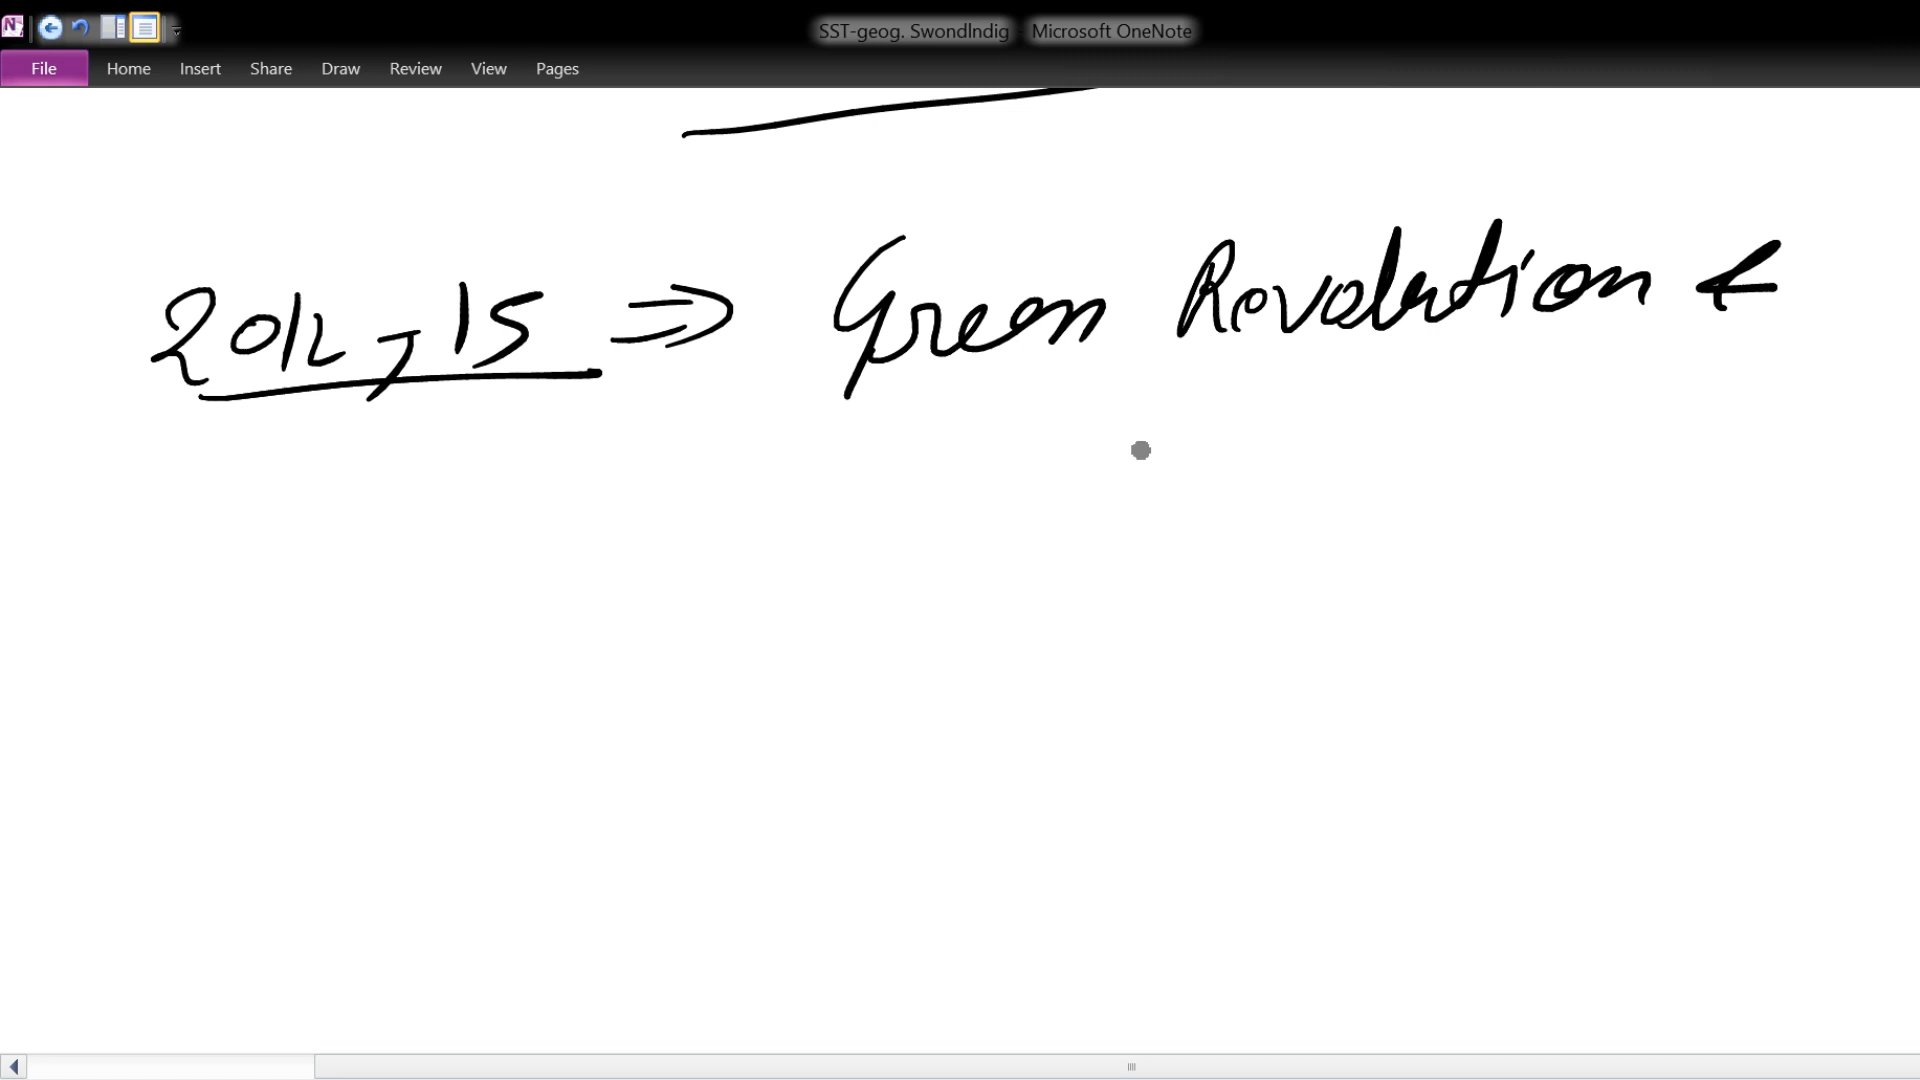 SST-geog. SwondIndig - Microsoft OneNote
File Home Insert Share Draw Review View Pages
2012, 15 ⇒ Green Revolution &